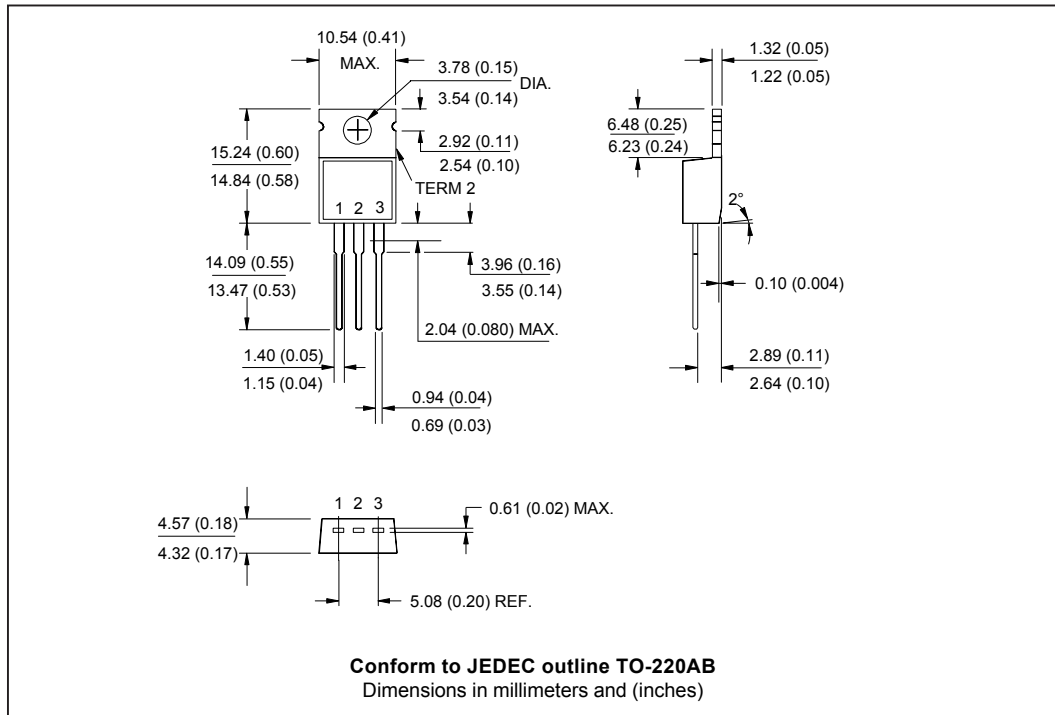 10.54 (0.41)
MAX.
3.78 (0.15)
3.54 (0.14)
DIA.
2.92 (0.11)
2.54 (0.10)
TERM 2
15.24 (0.60)
14.84 (0.58)
1 2 3
14.09 (0.55)
13.47 (0.53)
3.96 (0.16)
3.55 (0.14)
2.04 (0.080) MAX.
1.40 (0.05)
1.15 (0.04)
0.94 (0.04)
0.69 (0.03)
1.32 (0.05)
1.22 (0.05)
6.48 (0.25)
6.23 (0.24)
2°
0.10 (0.004)
2.89 (0.11)
2.64 (0.10)
1 2 3
4.57 (0.18)
4.32 (0.17)
0.61 (0.02) MAX.
5.08 (0.20) REF.
Conform to JEDEC outline TO-220AB
Dimensions in millimeters and (inches)